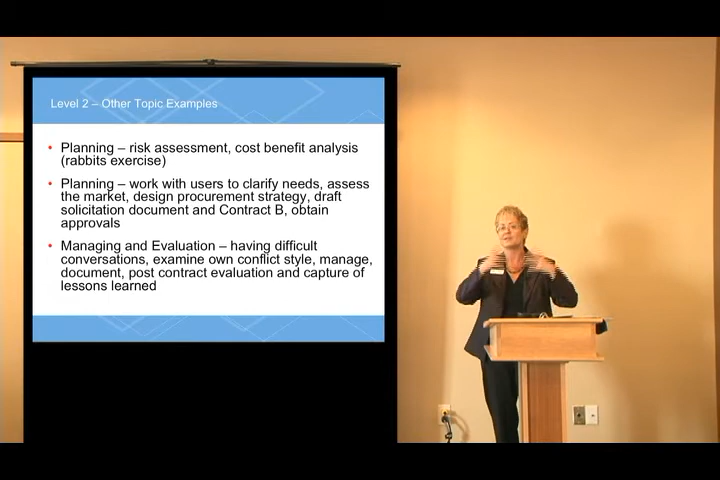 Level 2 – Other Topic Examples
• Planning – risk assessment, cost benefit analysis
(rabbits exercise)
• Planning – work with users to clarify needs, assess
the market, design procurement strategy, draft
solicitation document and Contract B, obtain
approvals
• Managing and Evaluation – having difficult
conversations, examine own conflict style, manage,
document, post contract evaluation and capture of
lessons learned